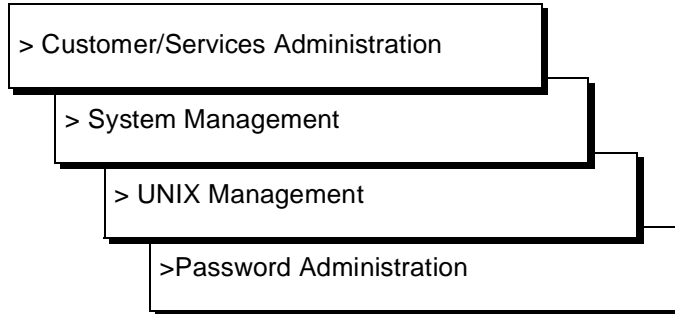 > Customer/Services Administration
> System Management
> UNIX Management
>Password Administration